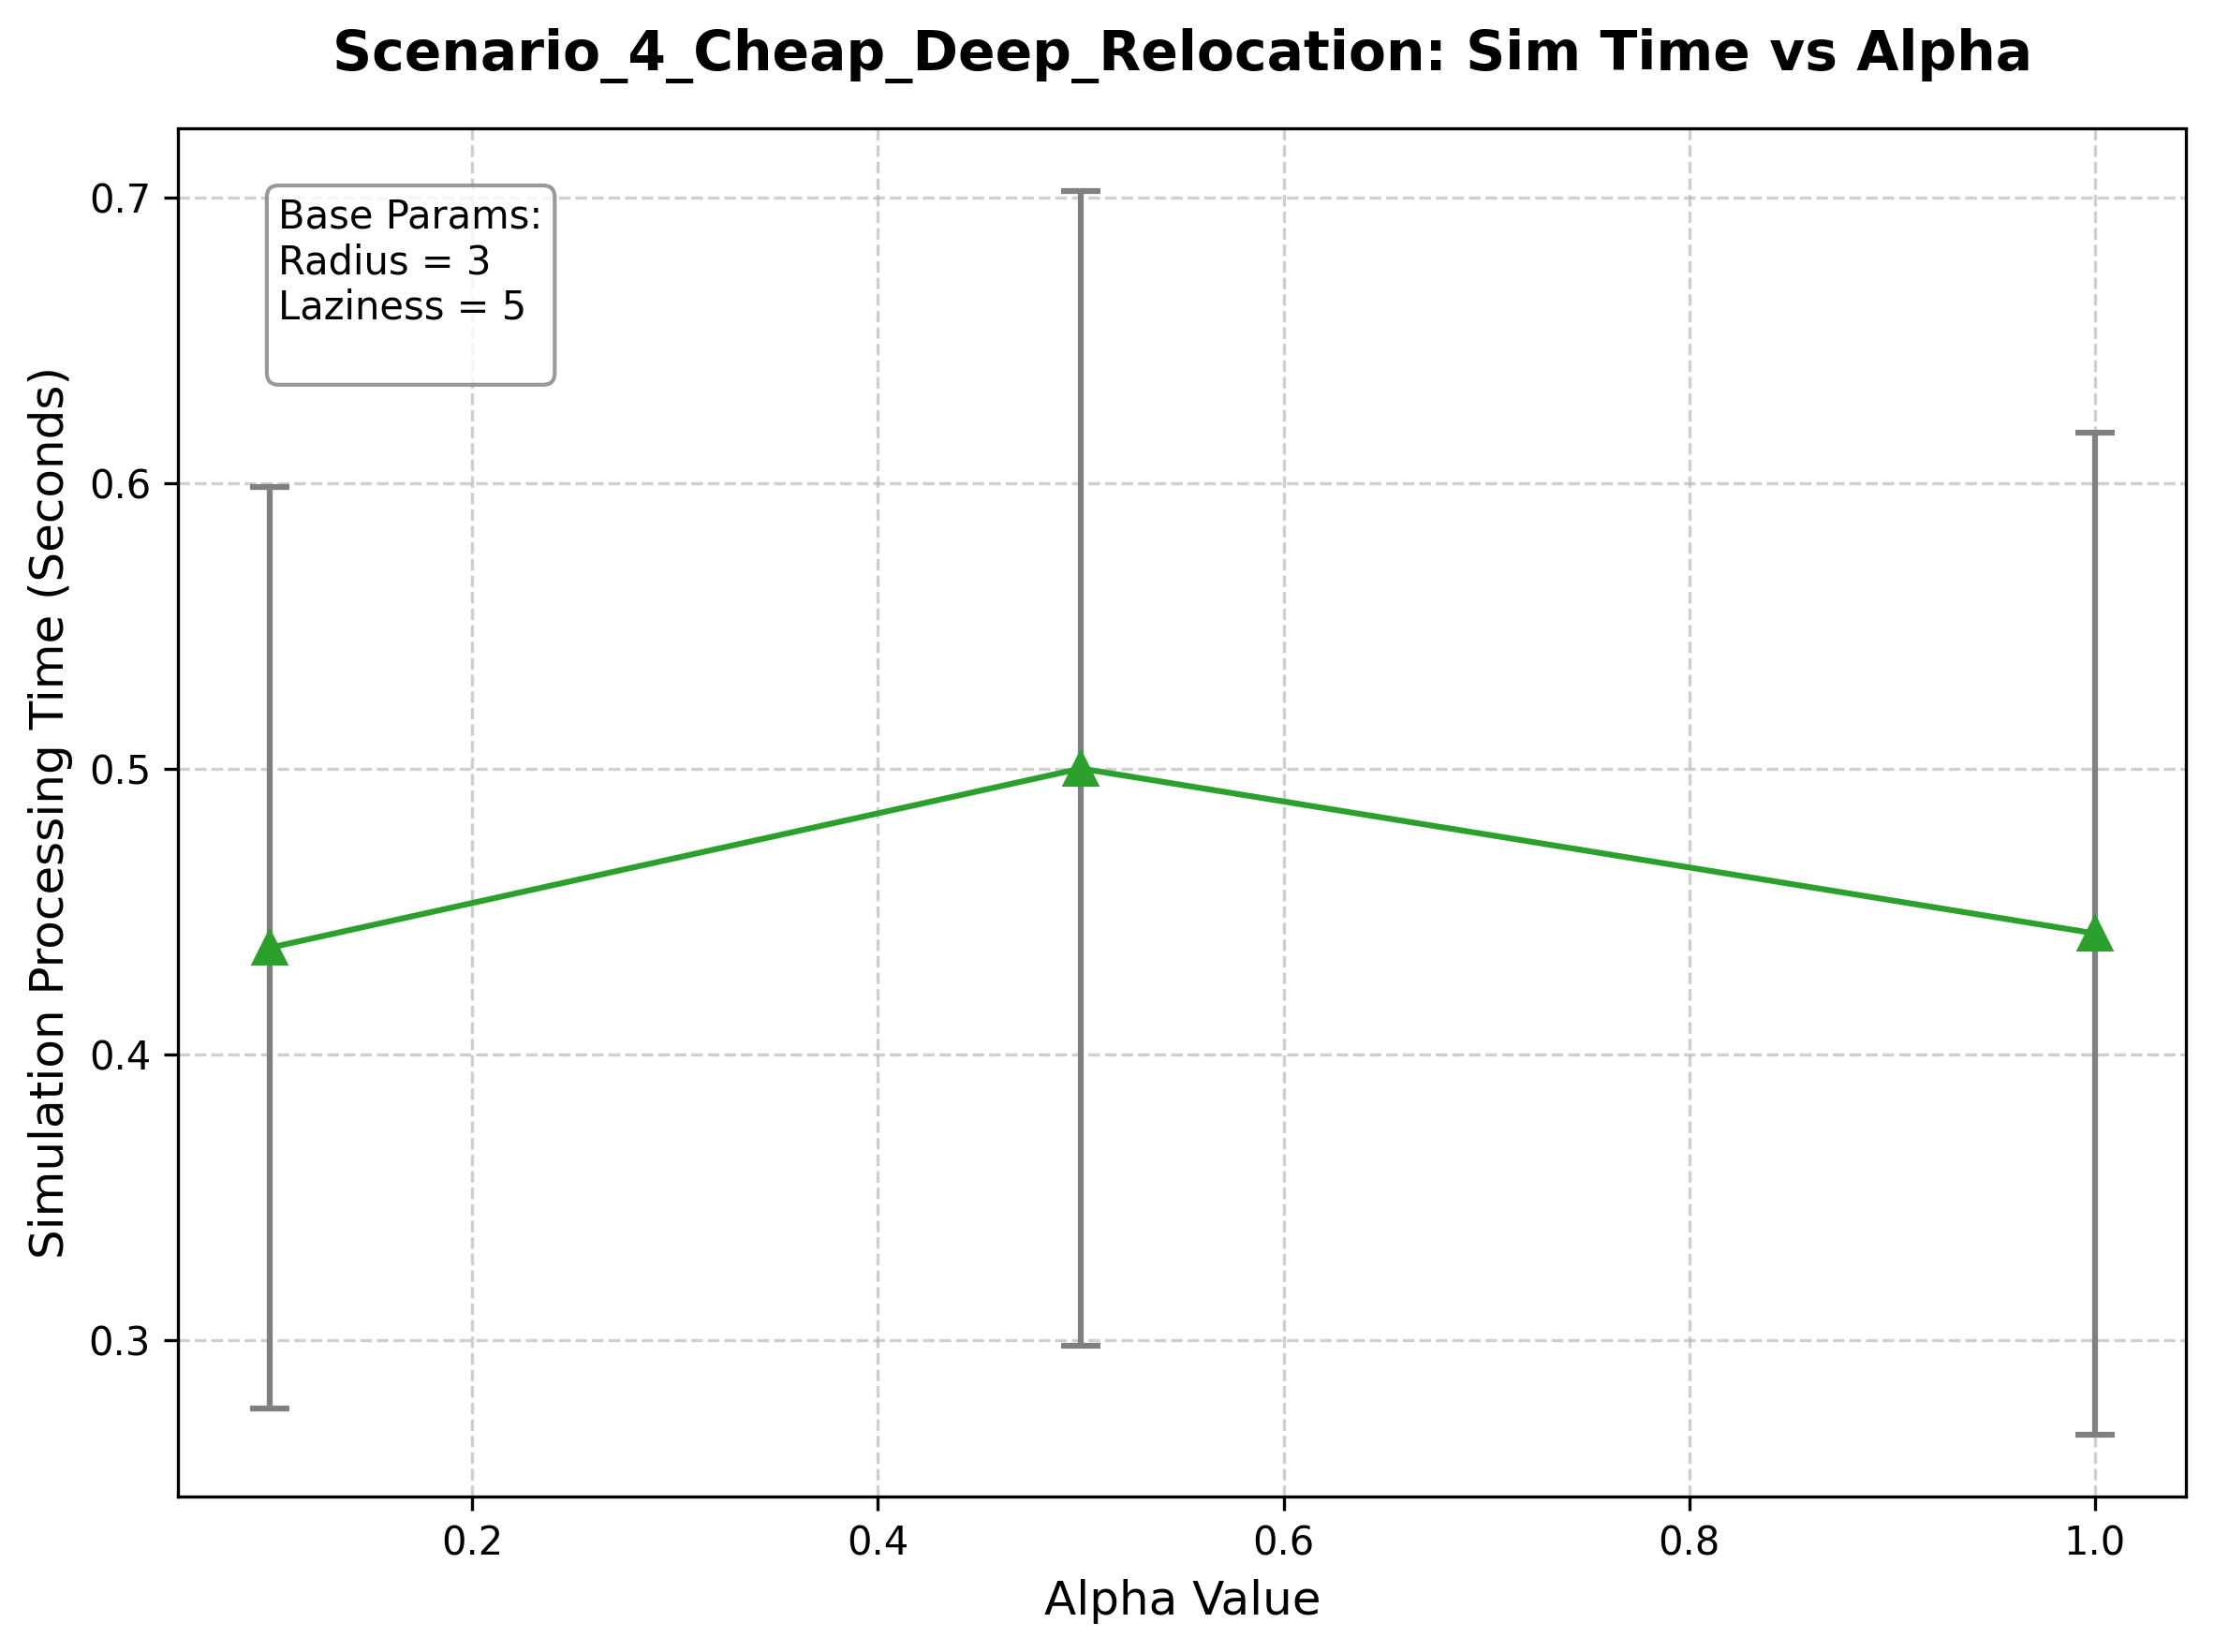 Scenario_4_Cheap_Deep_Relocation: Sim Time vs Alpha
Base Params:
Radius = 3
Laziness = 5
Simulation Processing Time (Seconds)
0.7
0.6
0.5
0.4
0.3
0.2 0.4 0.6 0.8 1.0
Alpha Value